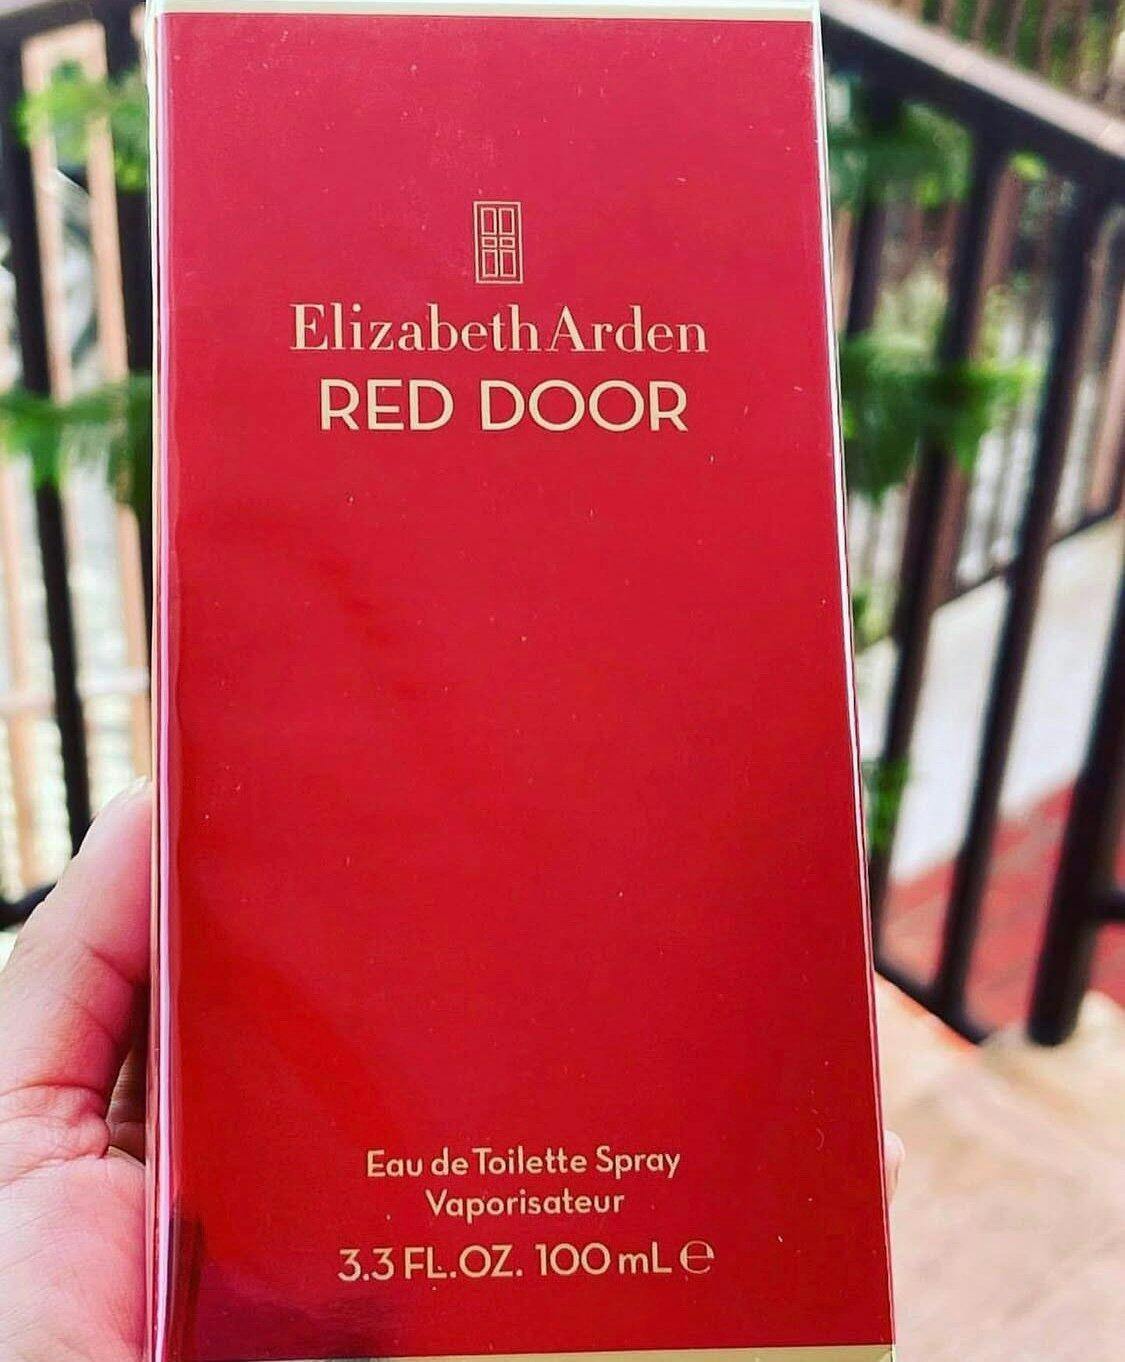 Elizabeth Arden
RED DOOR
Eau de Toilette Spray
Vaporisateur
3.3 FL.OZ. 100 mL ℮